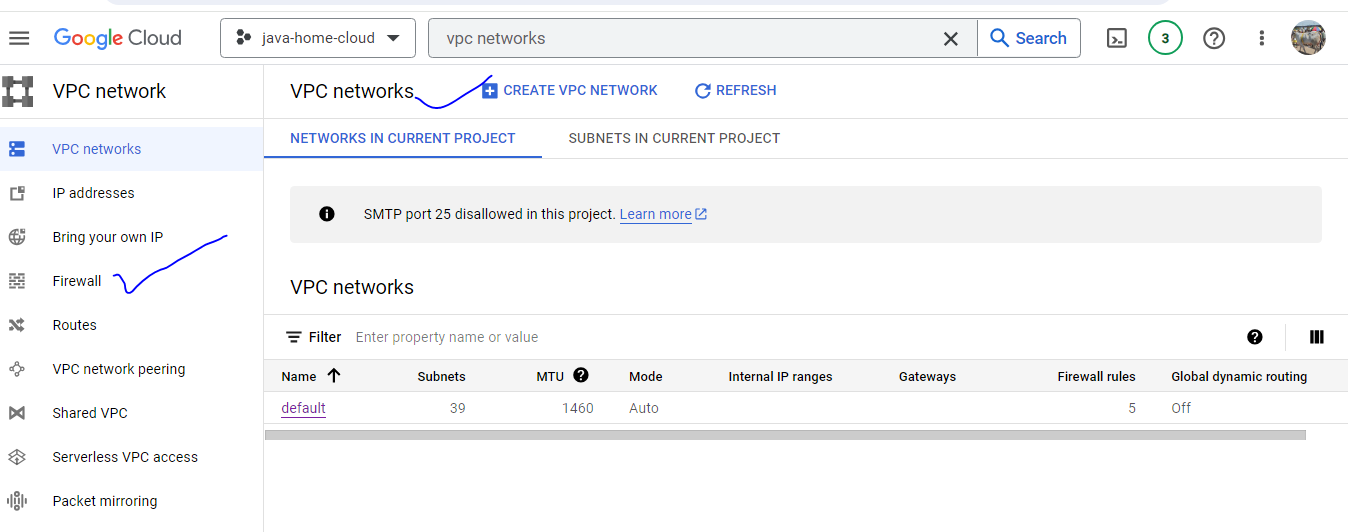 Google Cloud
java-home-cloud
vpc networks
Search
3
VPC network
VPC networks
CREATE VPC NETWORK
REFRESH
VPC networks
IP addresses
Bring your own IP
Firewall
Routes
VPC network peering
Shared VPC
Serverless VPC access
Packet mirroring
NETWORKS IN CURRENT PROJECT
SUBNETS IN CURRENT PROJECT
SMTP port 25 disallowed in this project. Learn more
VPC networks
Filter Enter property name or value
Name Subnets MTU Mode Internal IP ranges Gateways Firewall rules Global dynamic routing
default 39 1460 Auto 5 Off